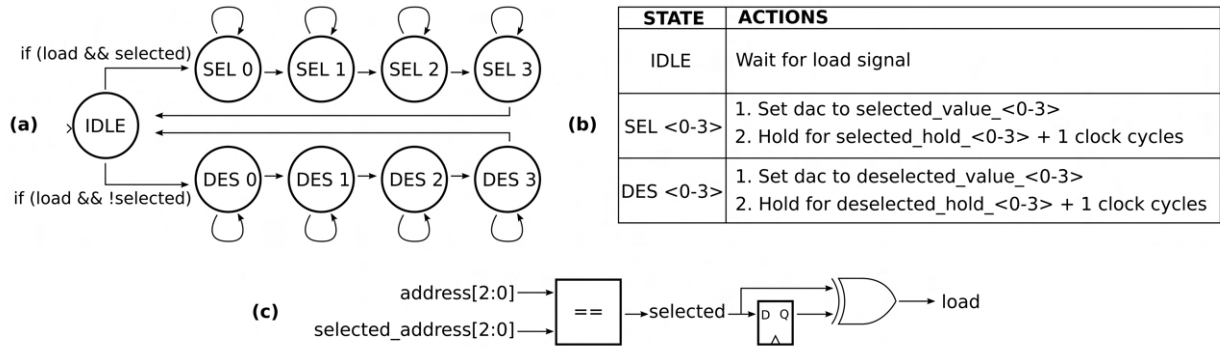 (a)
if (load && selected)
SEL 0
SEL 1
SEL 2
SEL 3
IDLE
DES 0
DES 1
DES 2
DES 3
if (load && !selected)
(b)
STATE ACTIONS
IDLE Wait for load signal
SEL <0-3> 1. Set dac to selected_value_<0-3>
2. Hold for selected_hold_<0-3> + 1 clock cycles
DES <0-3> 1. Set dac to deselected_value_<0-3>
2. Hold for deselected_hold_<0-3> + 1 clock cycles
(c)
address[2:0]
selected_address[2:0]
==
selected
D Q
load